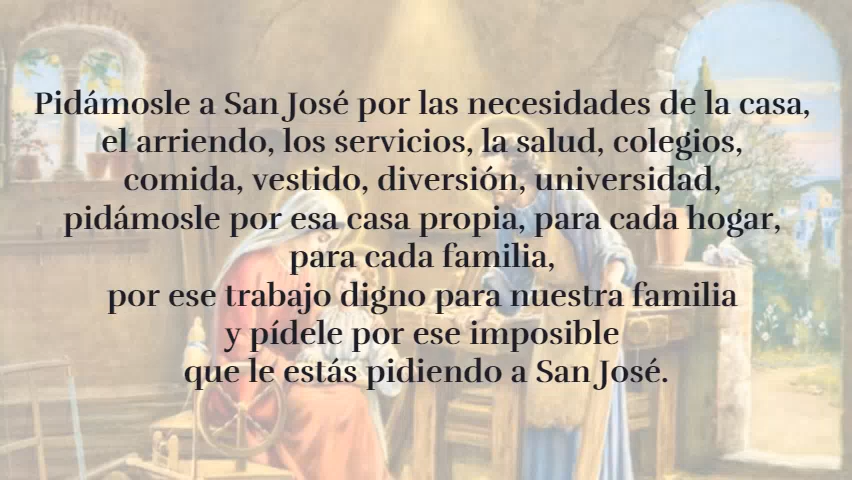 Pidámosle a San José por las necesidades de la casa,
el arriendo, los servicios, la salud, colegios,
comida, vestido, diversión, universidad,
pidámosle por esa casa propia, para cada hogar,
para cada familia,
por ese trabajo digno para nuestra familia
y pídele por ese imposible
que le estás pidiendo a San José.